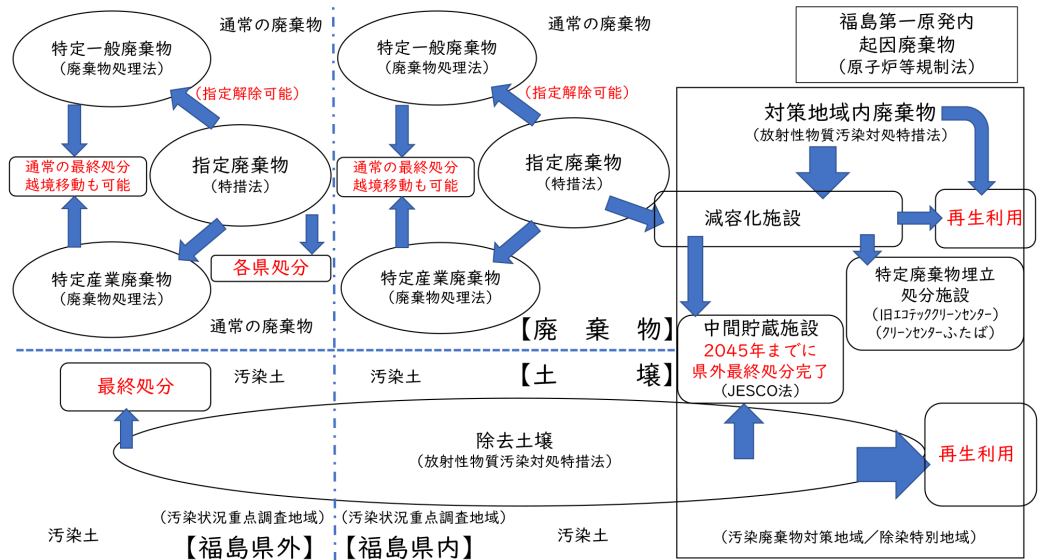 通常の廃棄物
特定一般廃棄物
(廃棄物処理法)
(指定解除可能)
通常の最終処分
越境移動も可能
指定廃棄物
(特措法)
各県処分
特定産業廃棄物
(廃棄物処理法)
通常の廃棄物
通常の廃棄物
特定一般廃棄物
(廃棄物処理法)
(指定解除可能)
通常の最終処分
越境移動も可能
指定廃棄物
(特措法)
特定産業廃棄物
(廃棄物処理法)
【廃 棄 物】
福島第一原発内
起因廃棄物
(原子炉等規制法)
対策地域内廃棄物
(放射性物質汚染対処特措法)
減容化施設
再生利用
特定廃棄物埋立
処分施設
(旧エコテッククリーンセンター)
(クリーンセンターふたば)
中間貯蔵施設
2045年までに
県外最終処分完了
(JESCO法)
【土 壌】
汚染土
汚染土
最終処分
除去土壌
(放射性物質汚染対処特措法)
再生利用
汚染土
(汚染状況重点調査地域)
【福島県外】
(汚染状況重点調査地域)
【福島県内】
汚染土
(汚染廃棄物対策地域/除染特別地域)